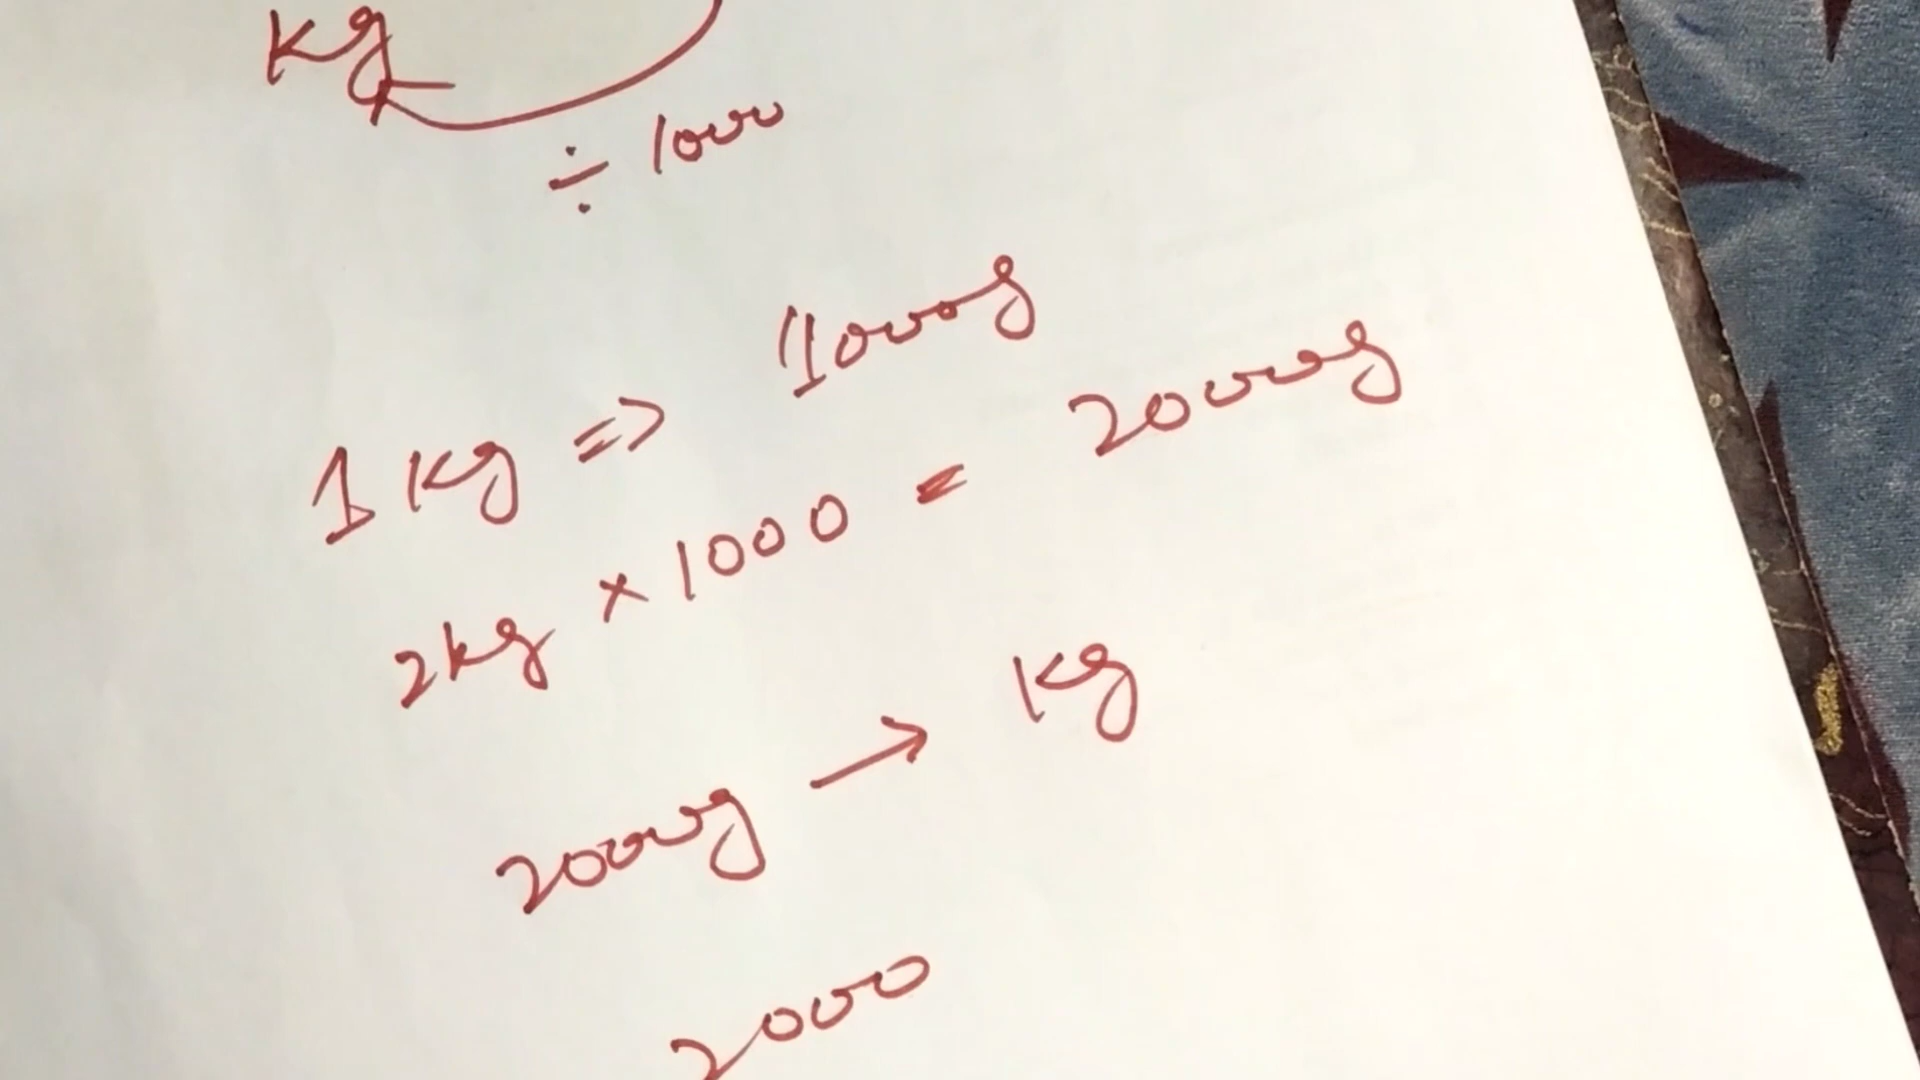 kg
÷ 1000
1 kg => 1000g
2kg × 1000 = 2000g
2000g → kg
2000